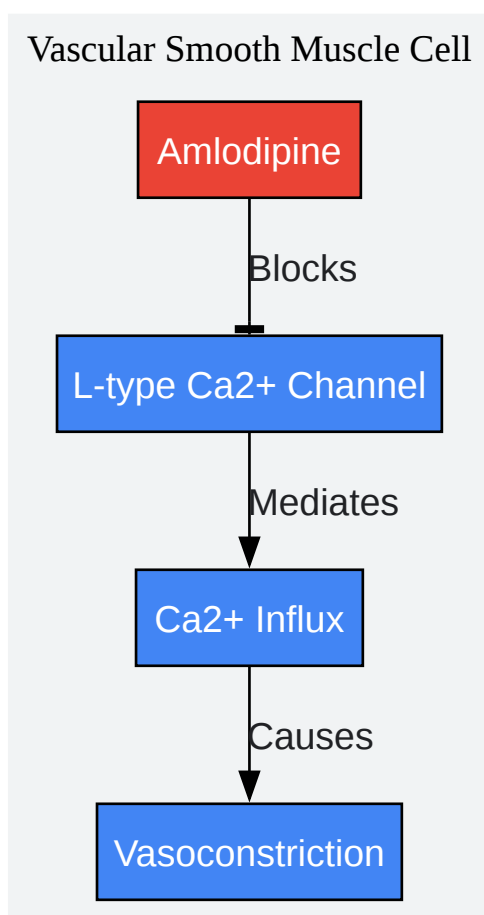 Vascular Smooth Muscle Cell
Amlodipine
Blocks
L-type Ca2+ Channel
Mediates
Ca2+ Influx
Causes
Vasoconstriction